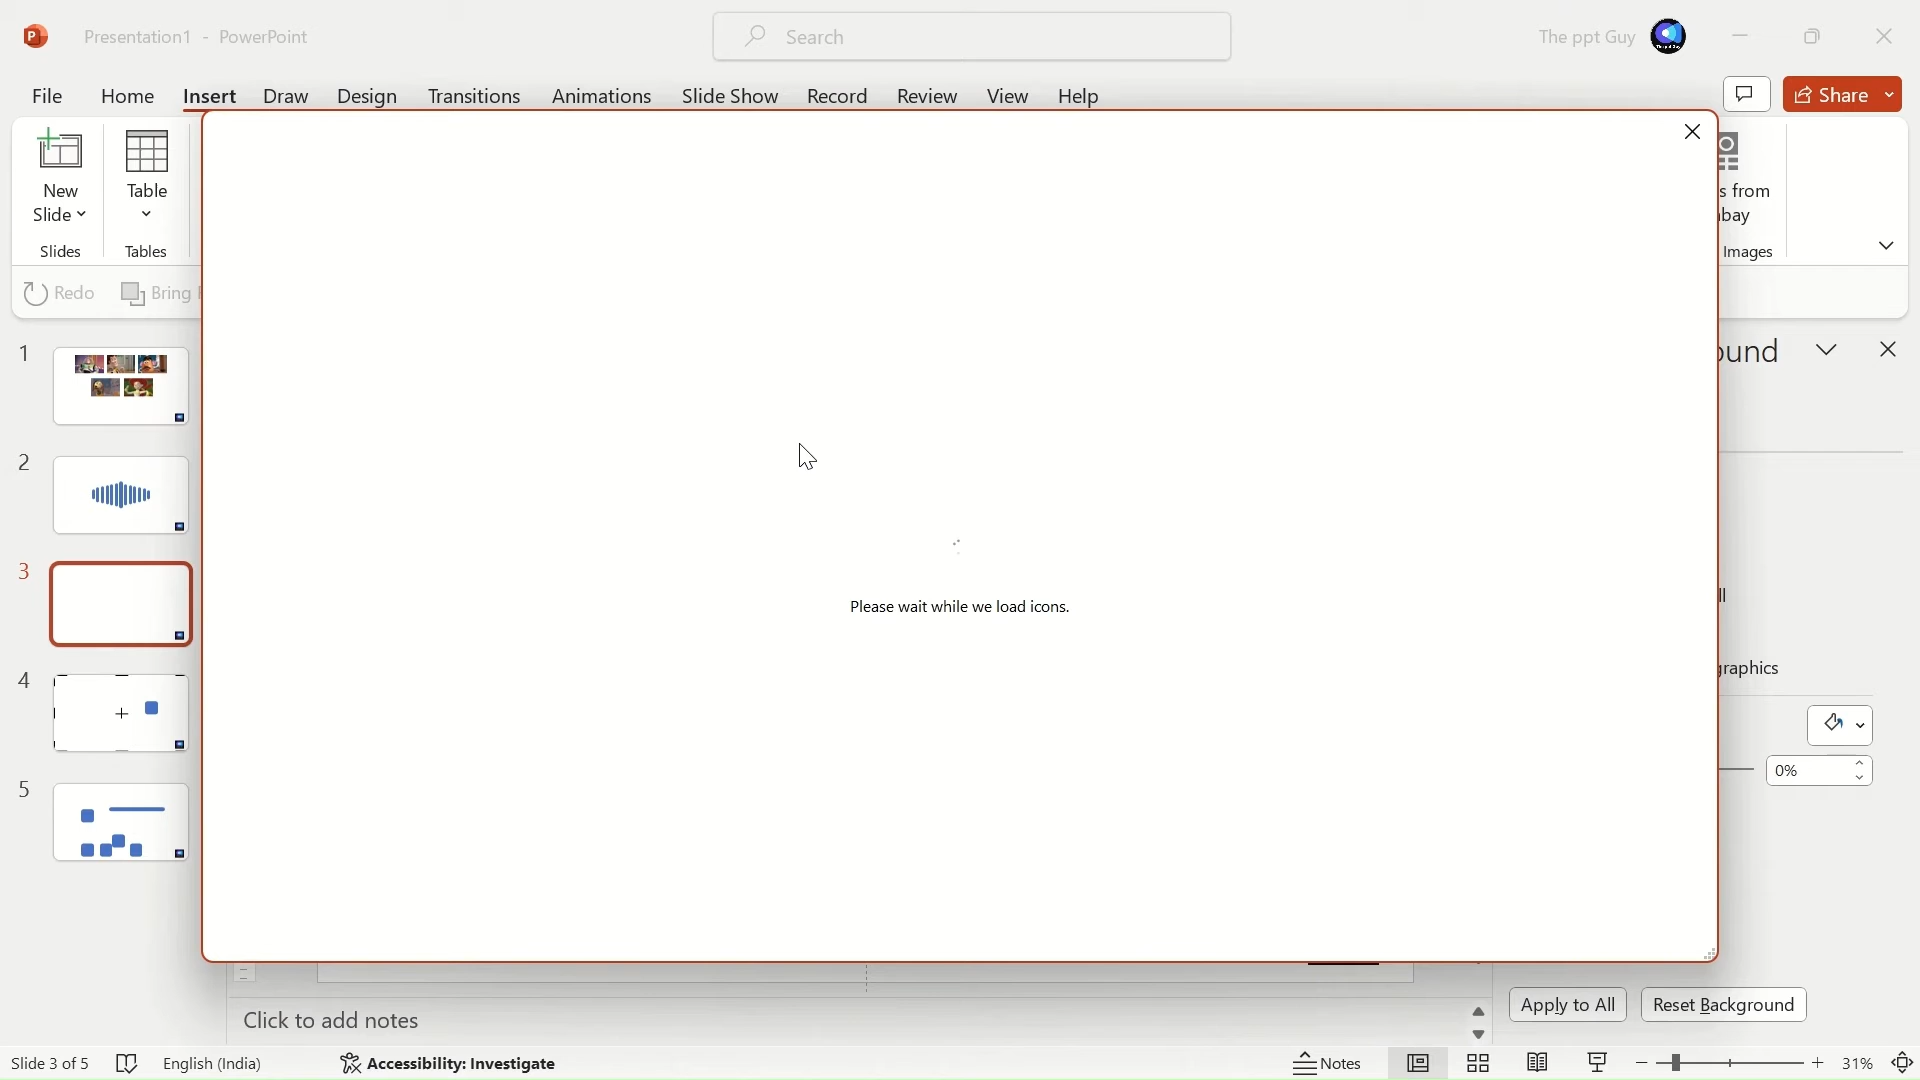 Presentation1 - PowerPoint
Search
The ppt Guy
File Home Insert Draw Design Transitions Animations Slide Show Record Review View Help
Share
New Slide
Table
s from
bay
Slides
Tables
Images
Redo
Bring
ound
1
2
3
4
5
Please wait while we load icons.
ll
graphics
0%
Apply to All
Reset Background
Click to add notes
Slide 3 of 5
English (India)
Accessibility: Investigate
Notes
31%